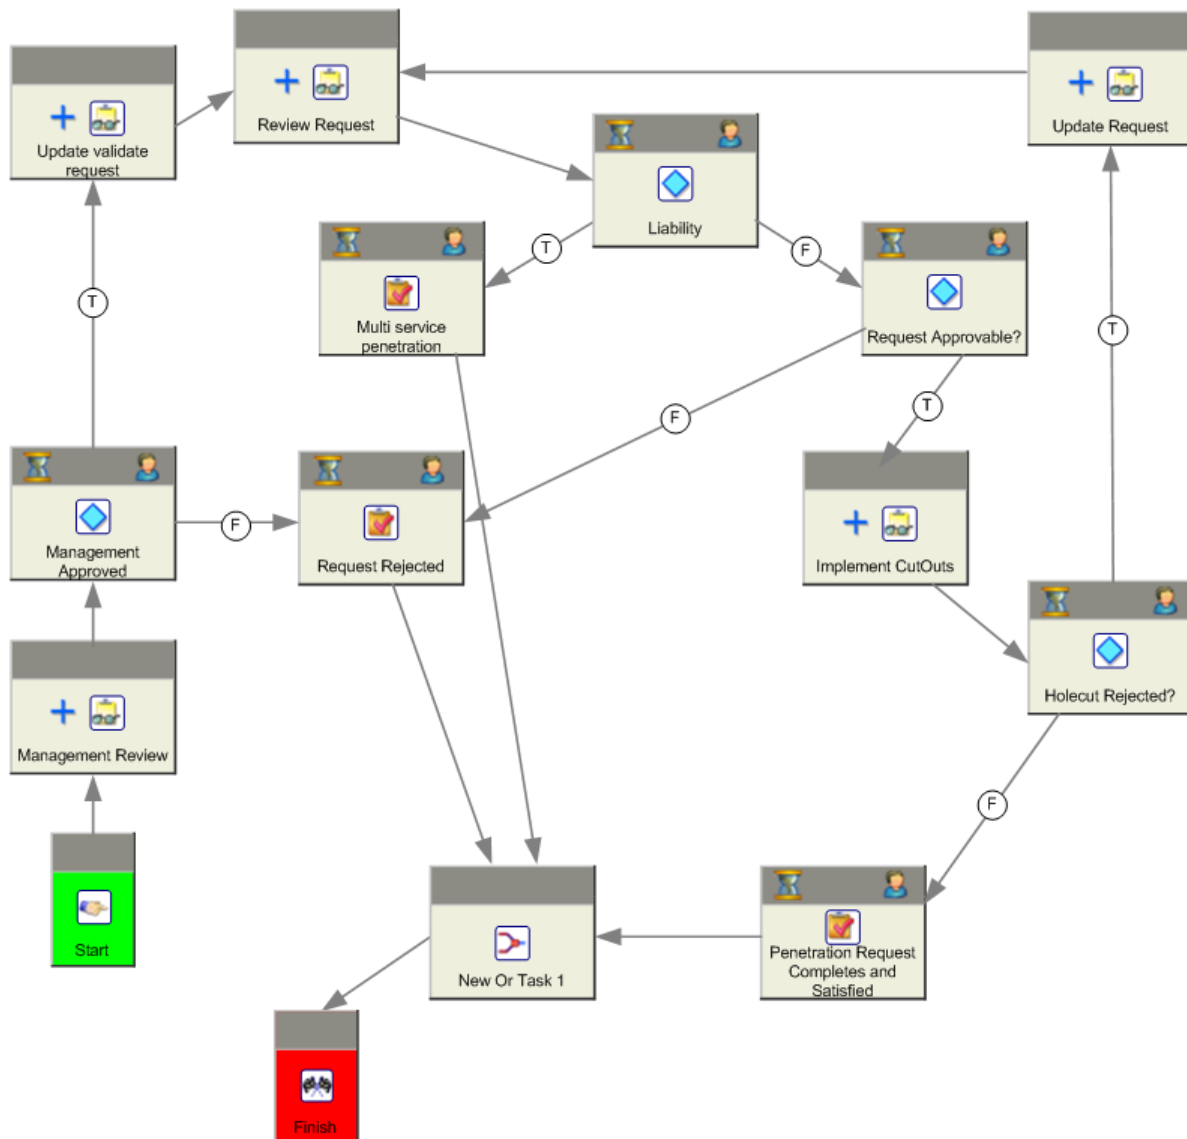 Review Request
Update validate
request
Update Request
Liability
T
F
Multi service
penetration
Request Approvable?
T
T
F
T
Management
Approved
F
Request Rejected
Implement CutOuts
Holecut Rejected?
Management Review
F
Start
New Or Task 1
Penetration Request
Completes and
Satisfied
Finish